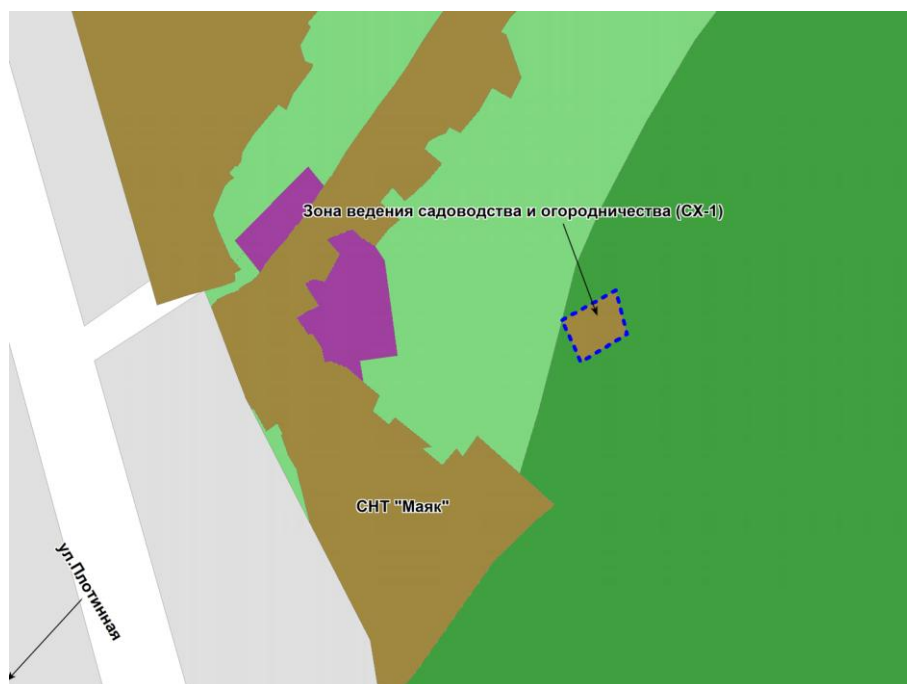 Зона ведения садоводства и огородничества (СХ-1)
СНТ "Маяк"
ул.Плотинная